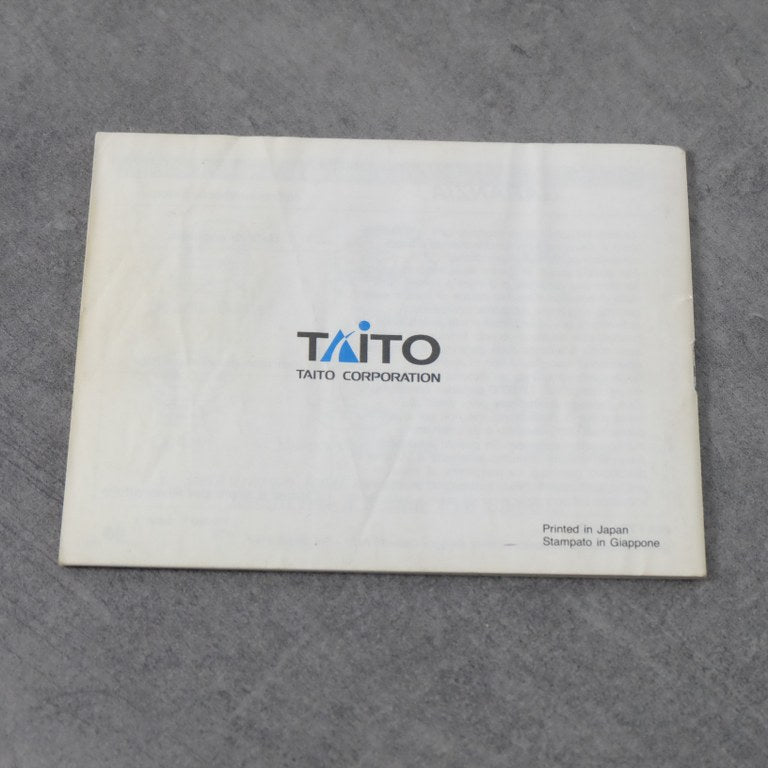 TAiTO
TAITO CORPORATION
Printed in Japan
Stampato in Giappone